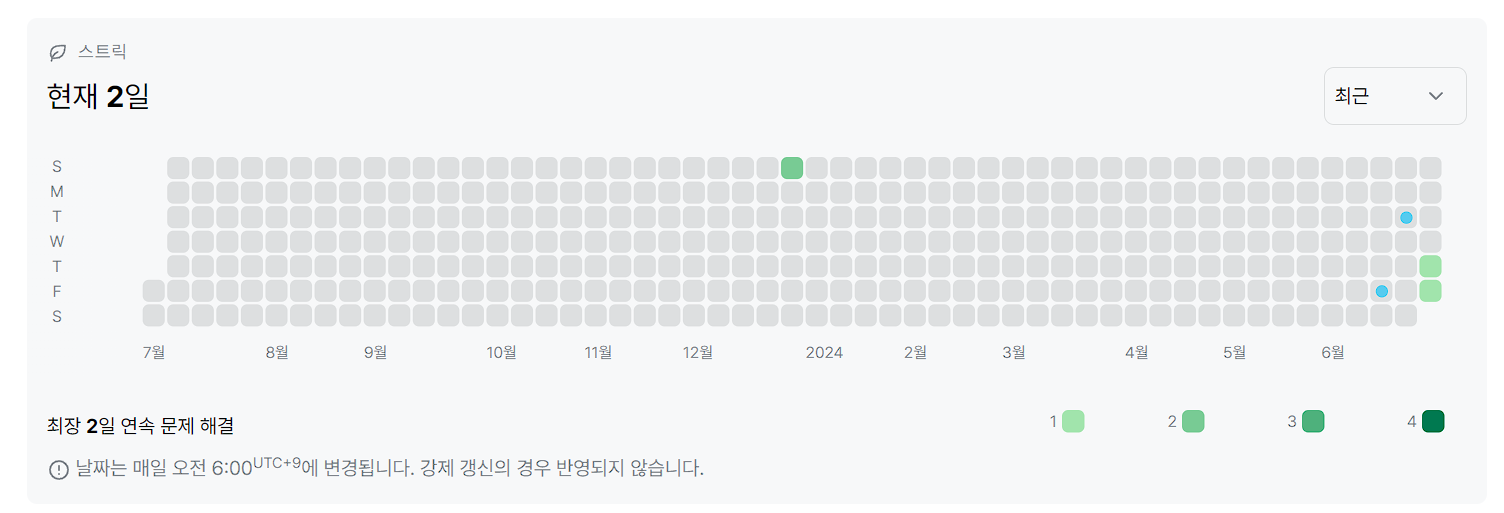 스트릭
현재 2일
최근
S
M
T
W
T
F
S
7월 8월 9월 10월 11월 12월 2024 2월 3월 4월 5월 6월
최장 2일 연속 문제 해결
1 2 3 4
날짜는 매일 오전 6:00UTC+9에 변경됩니다. 강제 갱신의 경우 반영되지 않습니다.